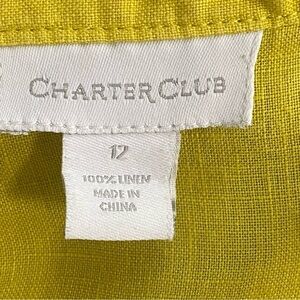 CHARTER CLUB
12
100% LINEN
MADE IN
CHINA